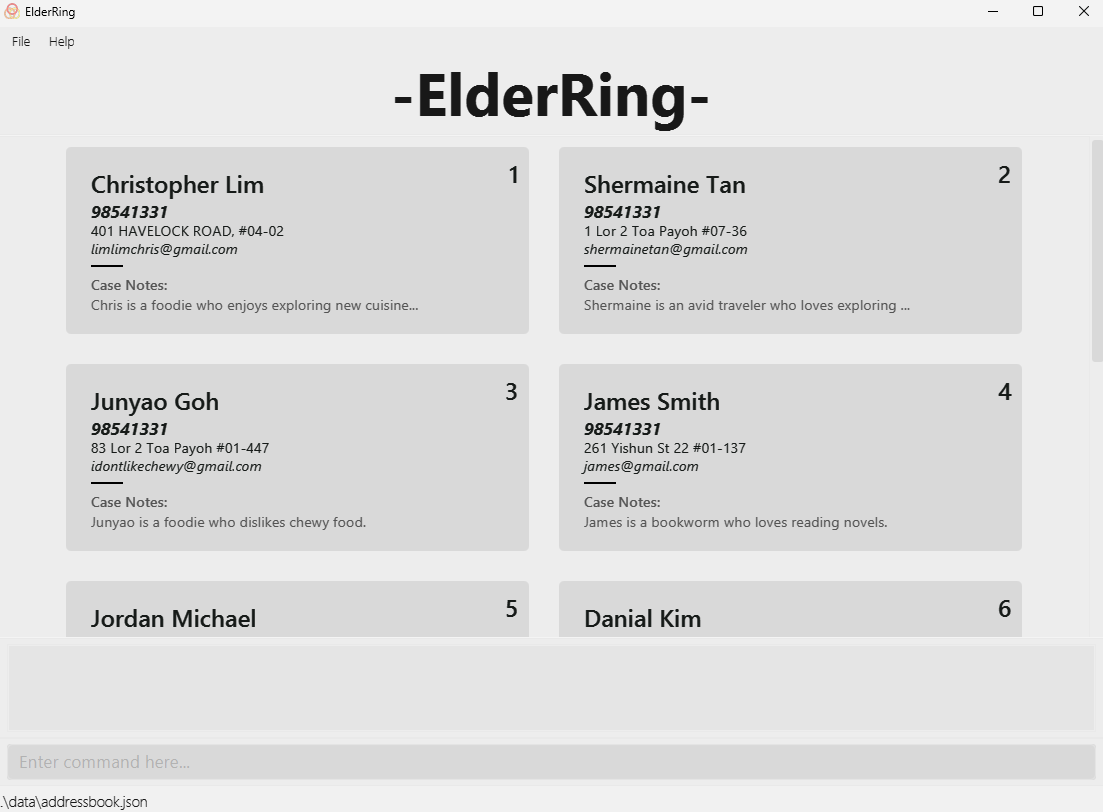 ElderRing
File Help
-ElderRing-
Christopher Lim 1
98541331
401 HAVELOCK ROAD, #04-02
limlimchris@gmail.com
Case Notes:
Chris is a foodie who enjoys exploring new cuisine...
Shermaine Tan 2
98541331
1 Lor 2 Toa Payoh #07-36
shermainetan@gmail.com
Case Notes:
Shermaine is an avid traveler who loves exploring ...
Junyao Goh 3
98541331
83 Lor 2 Toa Payoh #01-447
idontlikechewy@gmail.com
Case Notes:
Junyao is a foodie who dislikes chewy food.
James Smith 4
98541331
261 Yishun St 22 #01-137
james@gmail.com
Case Notes:
James is a bookworm who loves reading novels.
Jordan Michael 5
Danial Kim 6
Enter command here...
.\data\addressbook.json